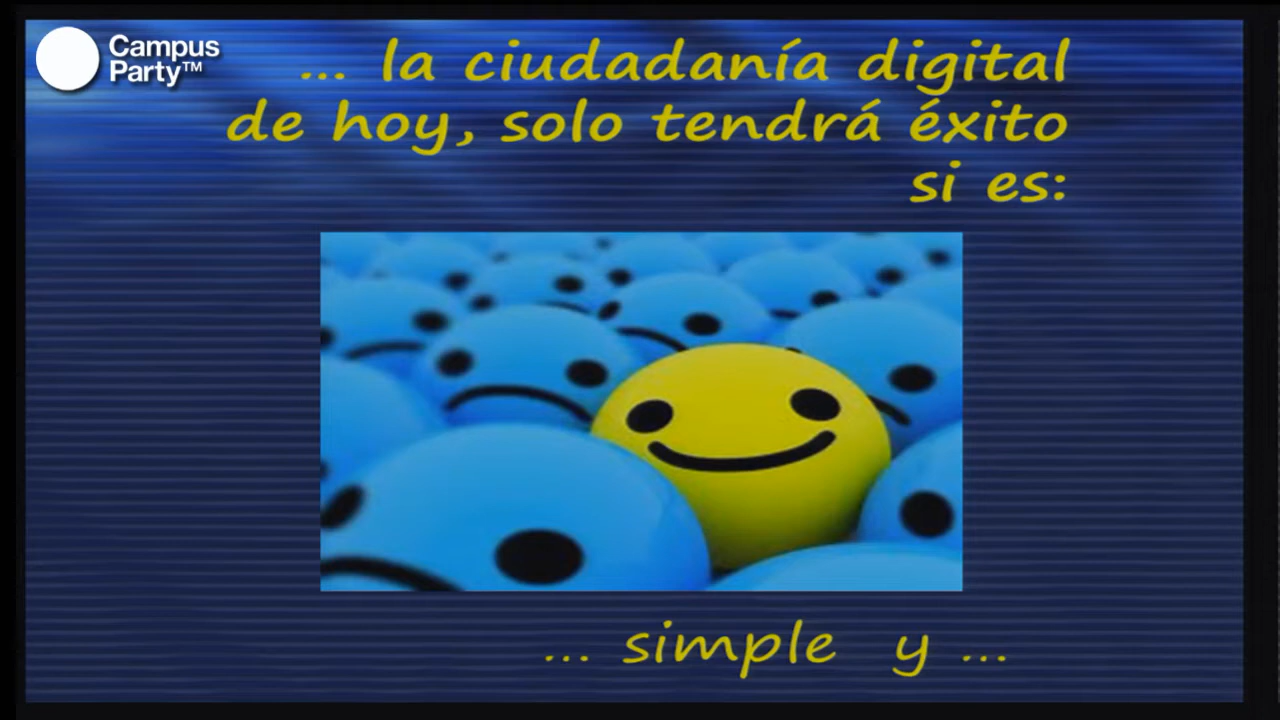 Campus
Party™
... la ciudadanía digital
de hoy, solo tendrá éxito
si es:
... simple y ...